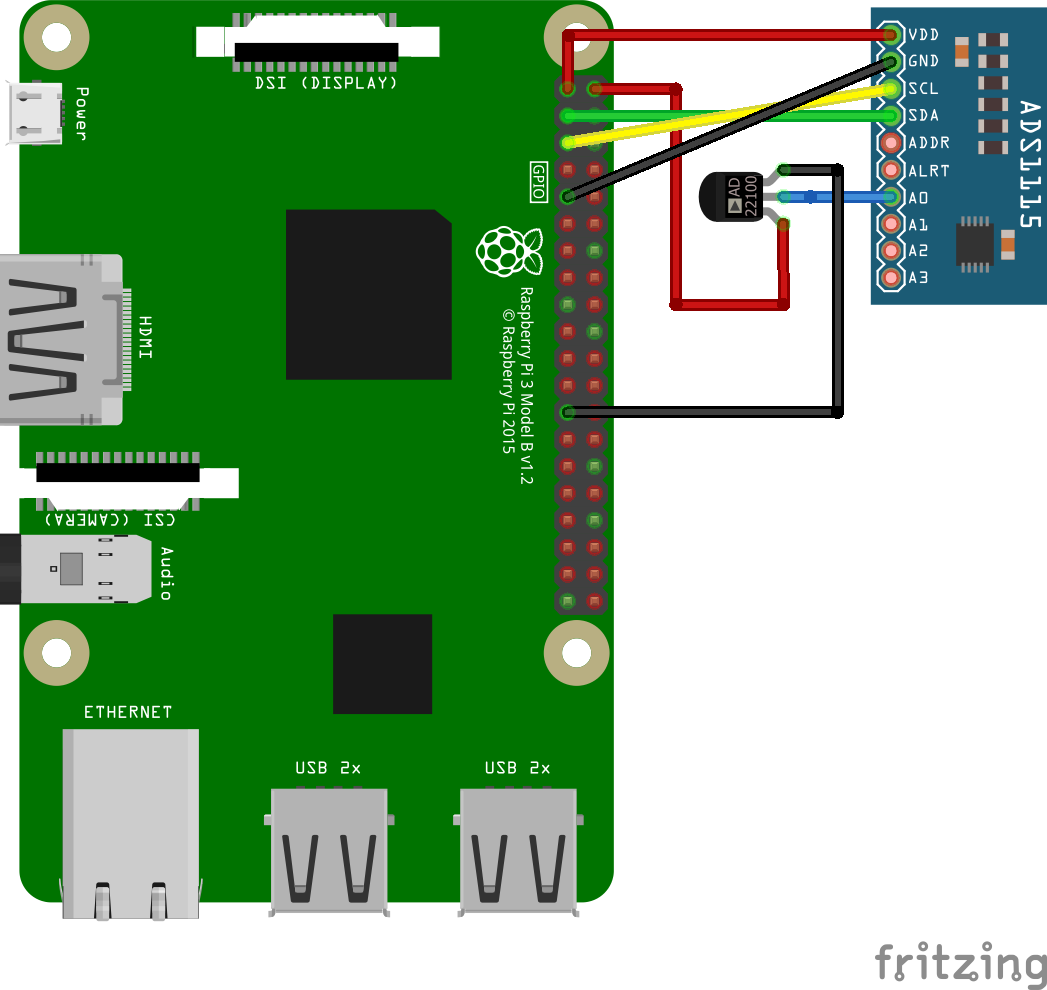 DSI (DISPLAY)
Power
HDMI
CSI (CAMERA)
Audio
ETHERNET
USB 2x
USB 2x
GPIO
Raspberry Pi 3 Model B v1.2
© Raspberry Pi 2015
AD
22100
VDD
GND
SCL
SDA
ADDR
ALRT
A0
A1
A2
A3
ADS1115
fritzing